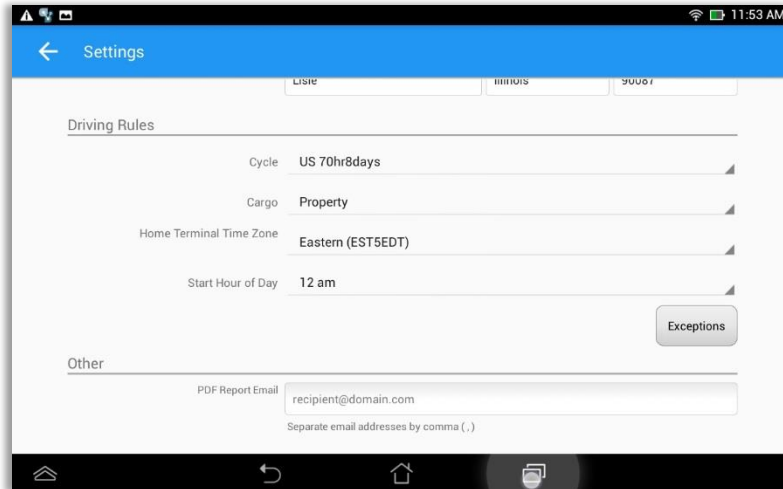 11:53 AM
Settings
Lisle Illinois 90087
Driving Rules
Cycle US 70hr8days
Cargo Property
Home Terminal Time Zone Eastern (EST5EDT)
Start Hour of Day 12 am
Exceptions
Other
PDF Report Email recipient@domain.com
Separate email addresses by comma ( , )